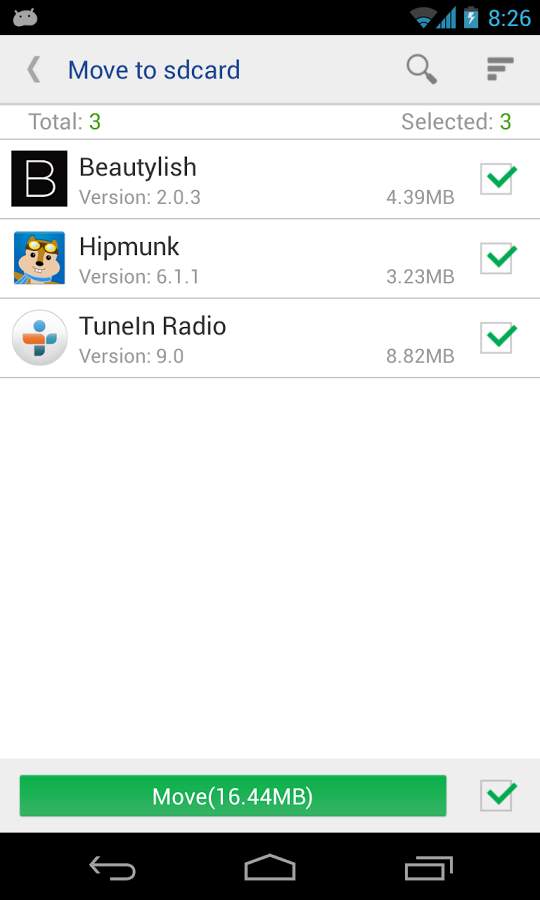 8:26
Move to sdcard
Total: 3 Selected: 3
B
Beautylish
Version: 2.0.3 4.39MB
Hipmunk
Version: 6.1.1 3.23MB
TuneIn Radio
Version: 9.0 8.82MB
Move(16.44MB)